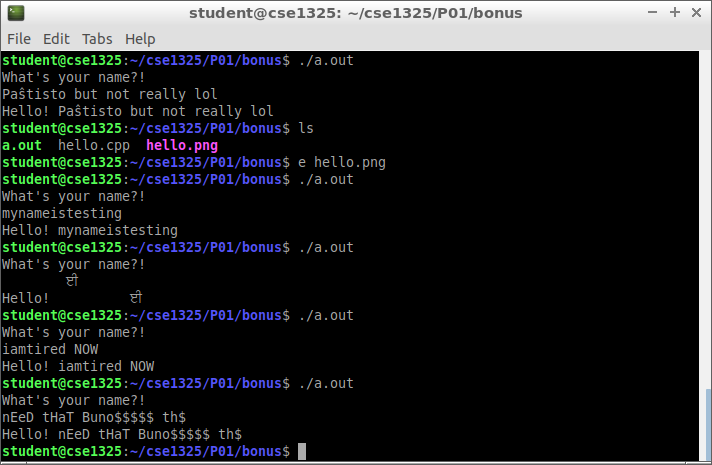 student@cse1325: ~/cse1325/P01/bonus
File Edit Tabs Help
student@cse1325:~/cse1325/P01/bonus$ ./a.out
What's your name?!
Paŝtisto but not really lol
Hello! Paŝtisto but not really lol
student@cse1325:~/cse1325/P01/bonus$ ls
a.out  hello.cpp  hello.png
student@cse1325:~/cse1325/P01/bonus$ e hello.png
student@cse1325:~/cse1325/P01/bonus$ ./a.out
What's your name?!
mynameistesting
Hello! mynameistesting
student@cse1325:~/cse1325/P01/bonus$ ./a.out
What's your name?!
        ਈ
Hello!          ਈ
student@cse1325:~/cse1325/P01/bonus$ ./a.out
What's your name?!
iamtired NOW
Hello! iamtired NOW
student@cse1325:~/cse1325/P01/bonus$ ./a.out
What's your name?!
nEeD tHaT Buno$$$$$ th$
Hello! nEeD tHaT Buno$$$$$ th$
student@cse1325:~/cse1325/P01/bonus$